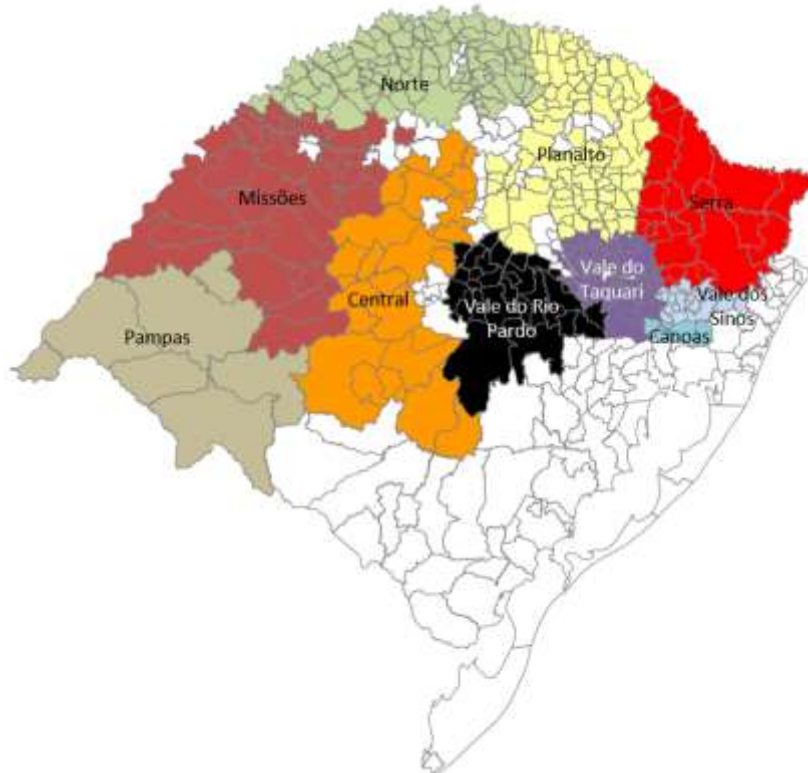 Norte
Planalto
Missões
Serra
Vale do
Taquari
Central
Vale do Rio
Pardo
Vale dos
Sinos
Pampas
Canoas